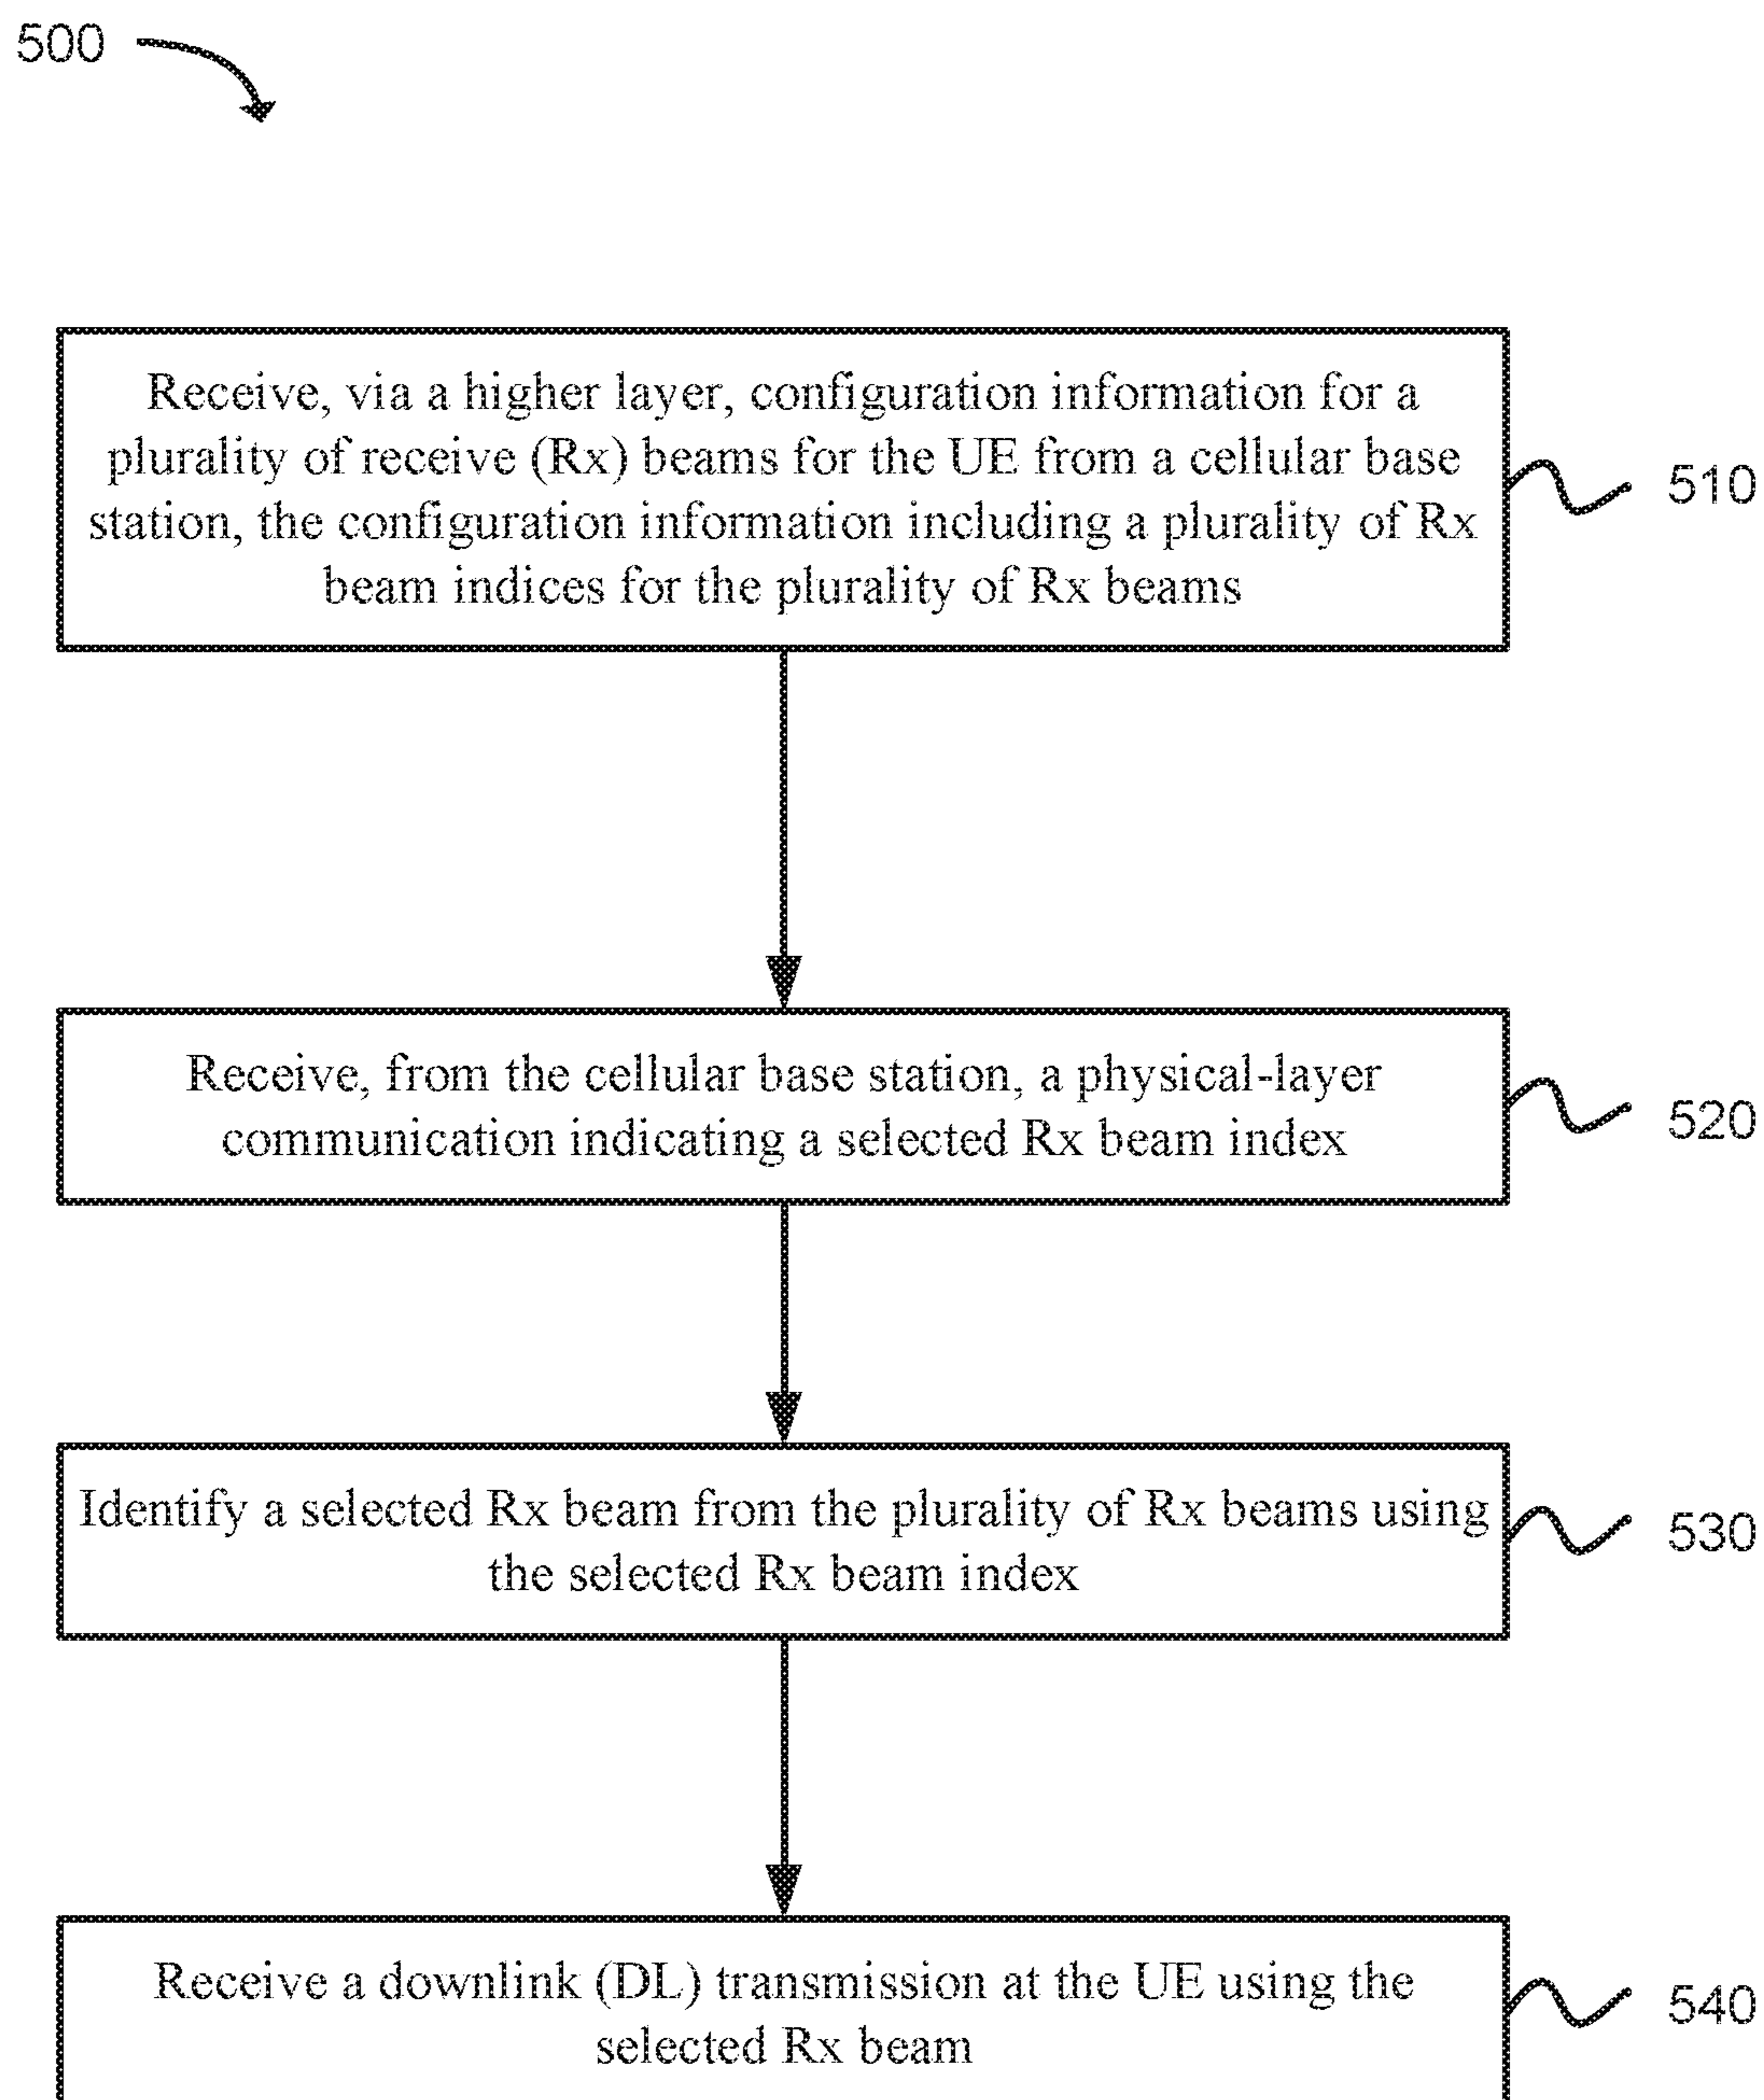 500
Receive, via a higher layer, configuration information for a
plurality of receive (Rx) beams for the UE from a cellular base
station, the configuration information including a plurality of Rx
beam indices for the plurality of Rx beams
510
Receive, from the cellular base station, a physical-layer
communication indicating a selected Rx beam index
520
Identify a selected Rx beam from the plurality of Rx beams using
the selected Rx beam index
530
Receive a downlink (DL) transmission at the UE using the
selected Rx beam
540